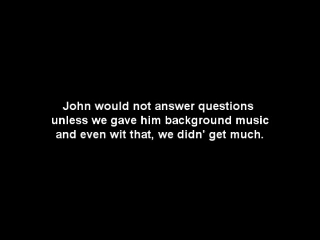 John would not answer questions
unless we gave him background music
and even wit that, we didn' get much.